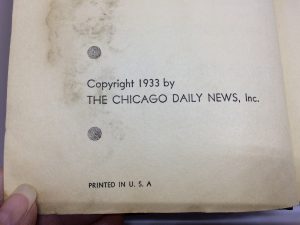 Copyright 1933 by
THE CHICAGO DAILY NEWS, Inc.
PRINTED IN U. S. A